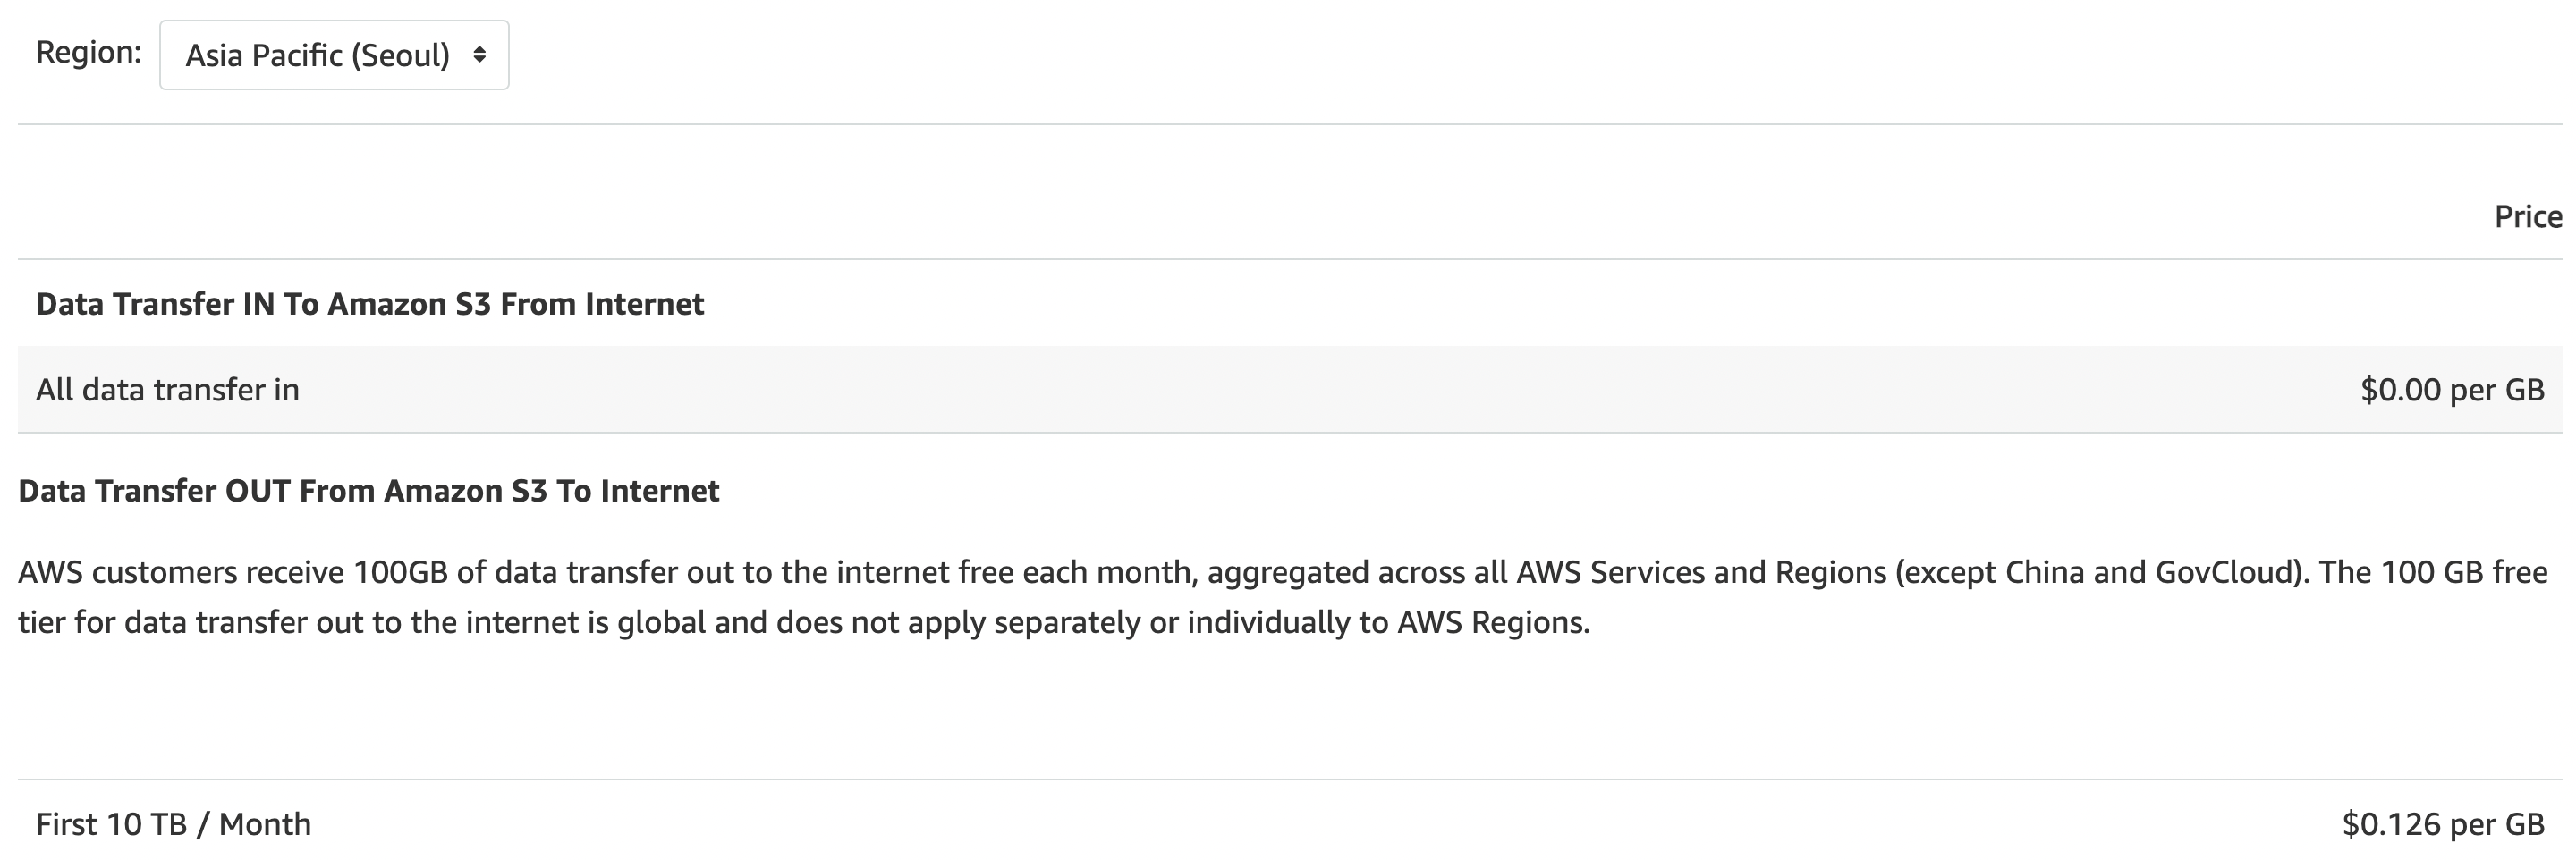 Region: Asia Pacific (Seoul)
Price
Data Transfer IN To Amazon S3 From Internet
All data transfer in $0.00 per GB
Data Transfer OUT From Amazon S3 To Internet
AWS customers receive 100GB of data transfer out to the internet free each month, aggregated across all AWS Services and Regions (except China and GovCloud). The 100 GB free
tier for data transfer out to the internet is global and does not apply separately or individually to AWS Regions.
First 10 TB / Month $0.126 per GB